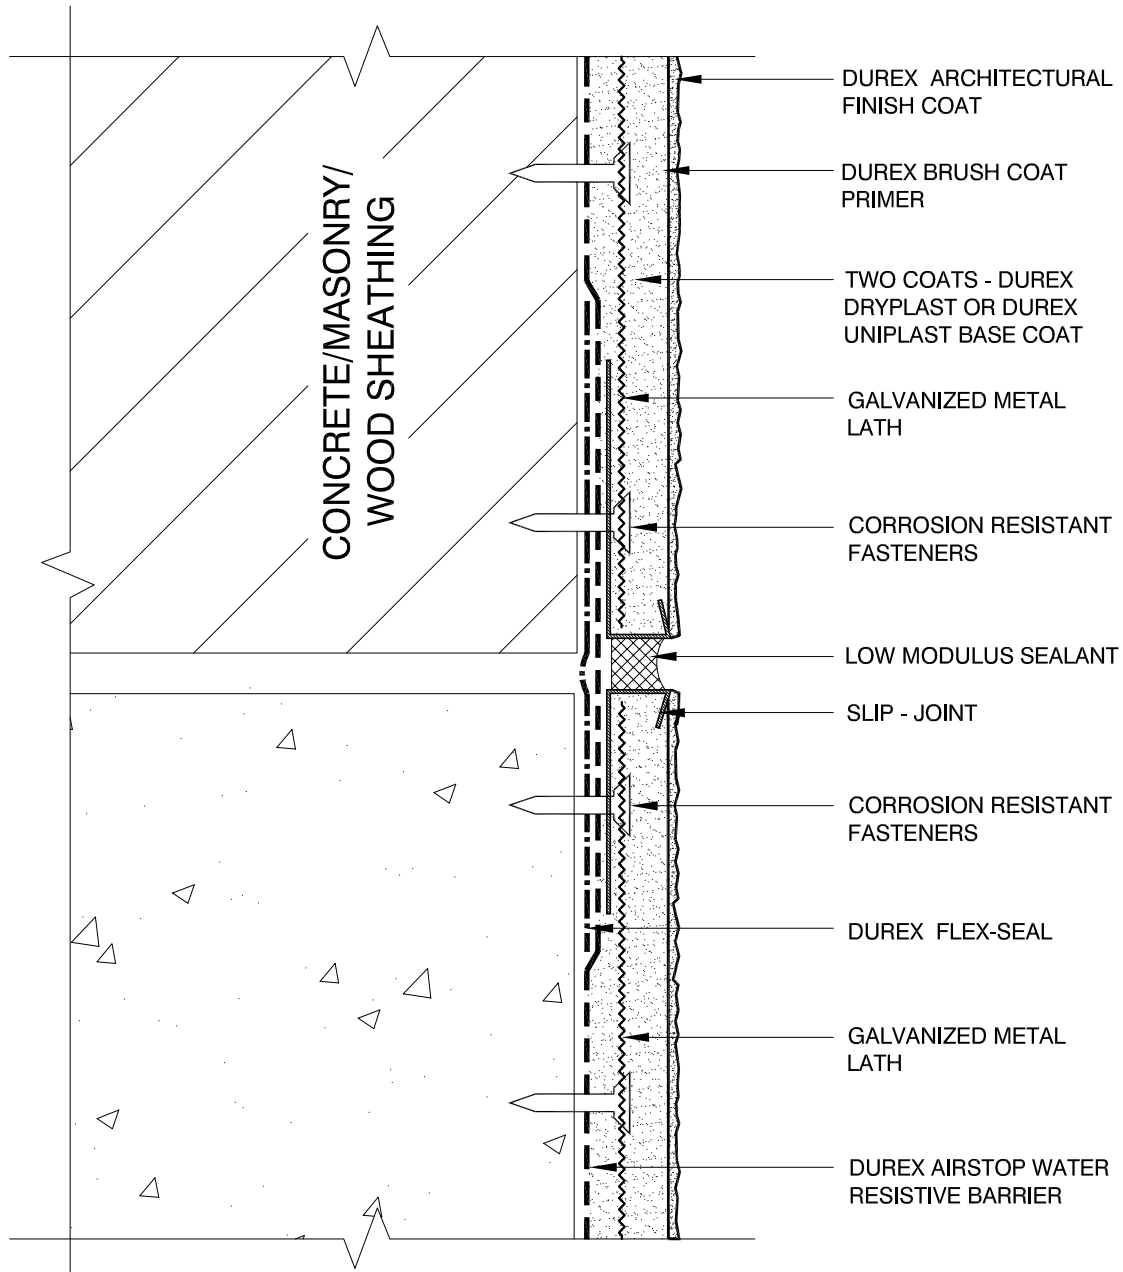 DUREX ARCHITECTURAL
FINISH COAT
DUREX BRUSH COAT
PRIMER
CONCRETE/MASONRY/
WOOD SHEATHING
TWO COATS - DUREX
DRYPLAST OR DUREX
UNIPLAST BASE COAT
GALVANIZED METAL
LATH
CORROSION RESISTANT
FASTENERS
LOW MODULUS SEALANT
SLIP - JOINT
CORROSION RESISTANT
FASTENERS
DUREX FLEX-SEAL
GALVANIZED METAL
LATH
DUREX AIRSTOP WATER
RESISTIVE BARRIER